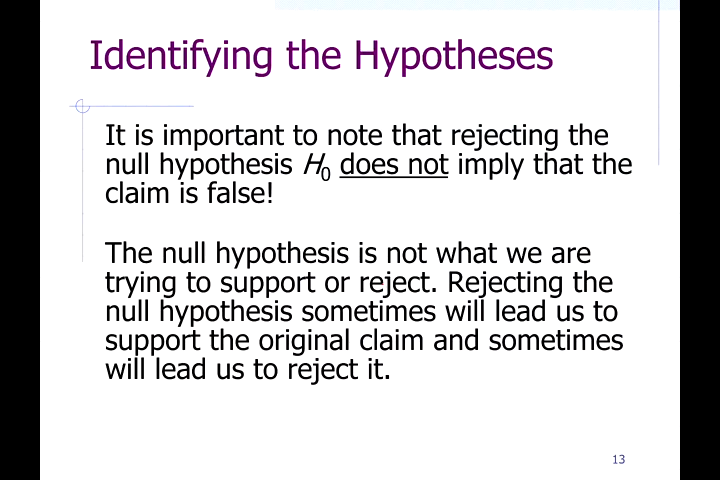 Identifying the Hypotheses
It is important to note that rejecting the
null hypothesis H0 does not imply that the
claim is false!
The null hypothesis is not what we are
trying to support or reject. Rejecting the
null hypothesis sometimes will lead us to
support the original claim and sometimes
will lead us to reject it.
13